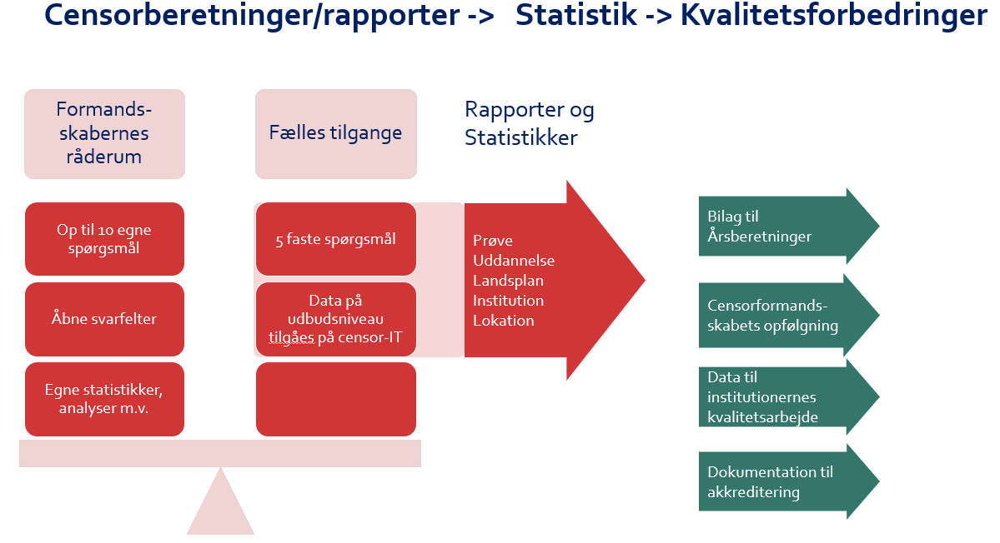 Censorberetninger/rapporter -> Statistik -> Kvalitetsforbedringer
Formands-
skabernes
råderum
Fælles tilgange
Rapporter og
Statistikker
Op til 10 egne
spørgsmål
Åbne svarfelter
Egne statistikker,
analyser m.v.
5 faste spørgsmål
Data på
udbudsniveau
tilgåes på censor-IT
Prøve
Uddannelse
Landsplan
Institution
Lokation
Bilag til
Årsberetninger
Censorformands-
skabets opfølgning
Data til
institutionernes
kvalitetsarbejde
Dokumentation til
akkreditering